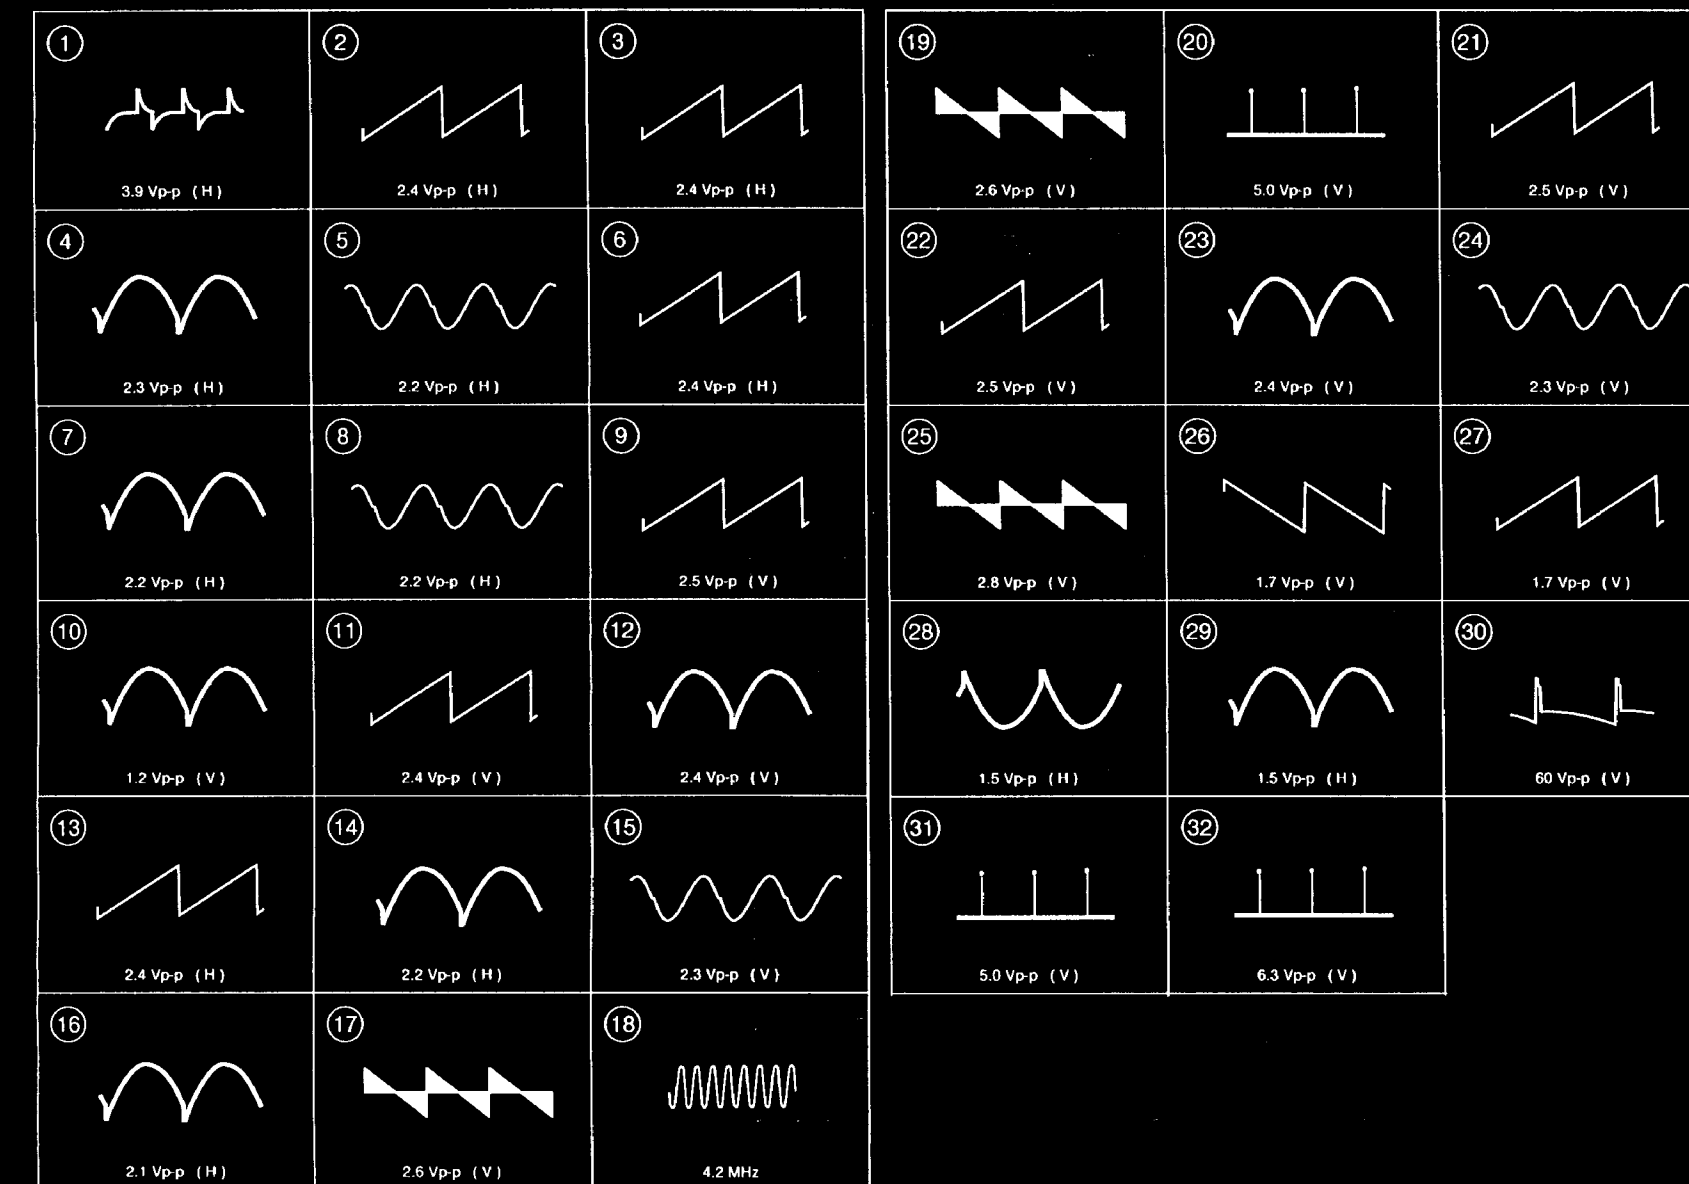 1 2 3
3.9 Vp-p (H) 2.4 Vp-p (H) 2.4 Vp-p (H)
4 5 6
2.3 Vp-p (H) 2.2 Vp-p (H) 2.4 Vp-p (H)
7 8 9
2.2 Vp-p (H) 2.2 Vp-p (H) 2.5 Vp-p (V)
10 11 12
1.2 Vp-p (V) 2.4 Vp-p (V) 2.4 Vp-p (V)
13 14 15
2.4 Vp-p (H) 2.2 Vp-p (H) 2.3 Vp-p (V)
16 17 18
2.1 Vp-p (H) 2.6 Vp-p (V) 4.2 MHz
19 20 21
2.6 Vp-p (V) 5.0 Vp-p (V) 2.5 Vp-p (V)
22 23 24
2.5 Vp-p (V) 2.4 Vp-p (V) 2.3 Vp-p (V)
25 26 27
2.8 Vp-p (V) 1.7 Vp-p (V) 1.7 Vp-p (V)
28 29 30
1.5 Vp-p (H) 1.5 Vp-p (H) 60 Vp-p (V)
31 32
5.0 Vp-p (V) 6.3 Vp-p (V)